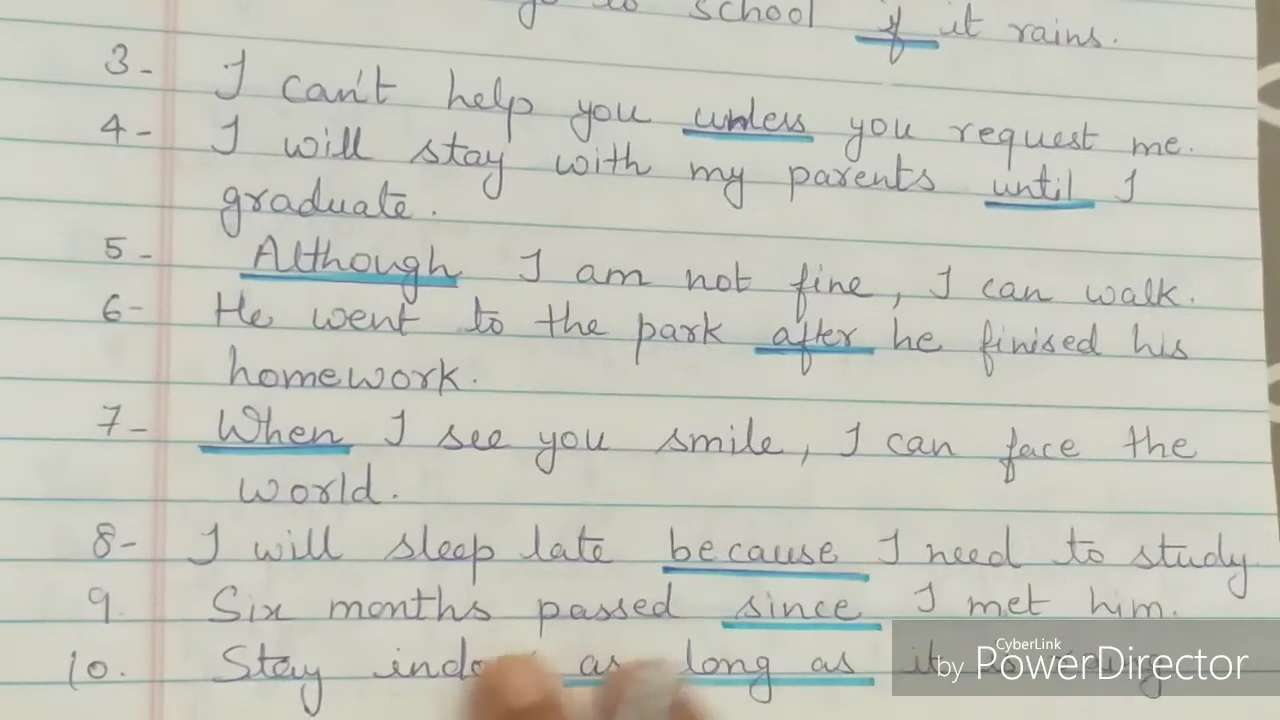 to school if it rains.
3- I can't help you unless you request me.
4- I will stay with my parents until I
graduate.
5- Although I am not fine, I can walk.
6- He went to the park after he finised his
homework.
7- When I see you smile, I can face the
world.
8- I will sleep late because I need to study
9. Six months passed since I met him.
10. Stay as long as it
CyberLink
by PowerDirector